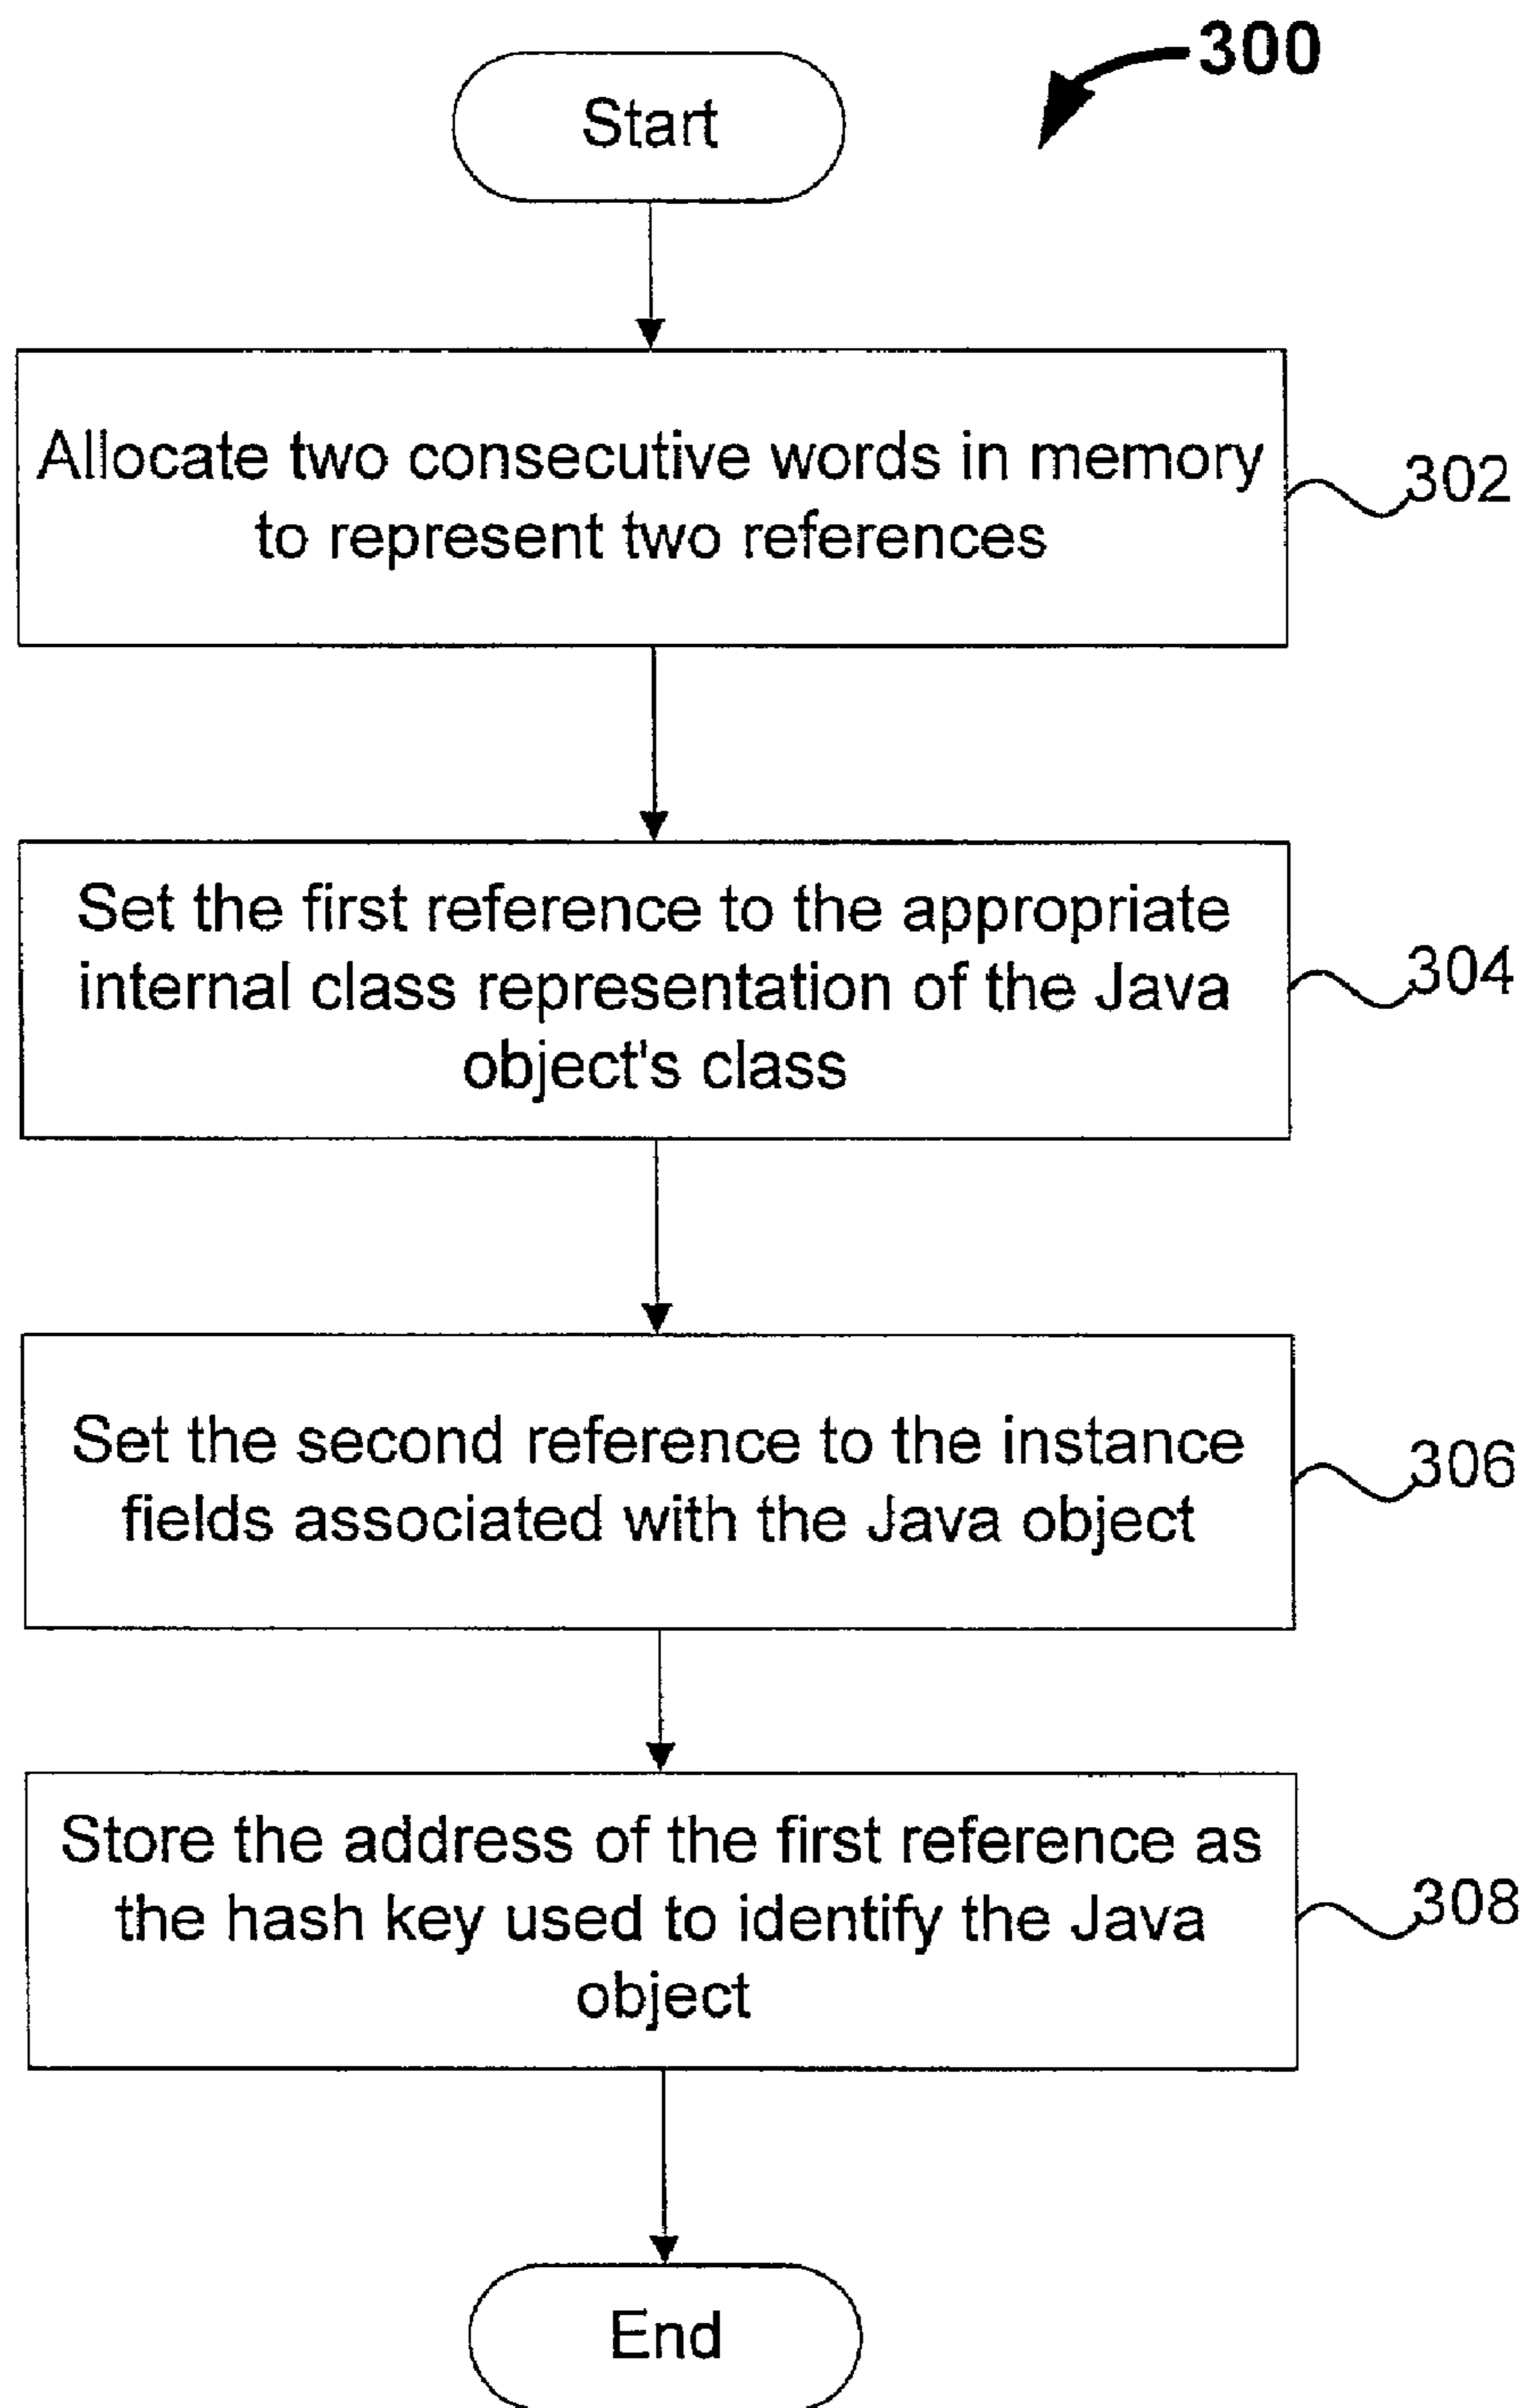 300
Start
Allocate two consecutive words in memory
to represent two references
302
Set the first reference to the appropriate
internal class representation of the Java
object's class
304
Set the second reference to the instance
fields associated with the Java object
306
Store the address of the first reference as
the hash key used to identify the Java
object
308
End